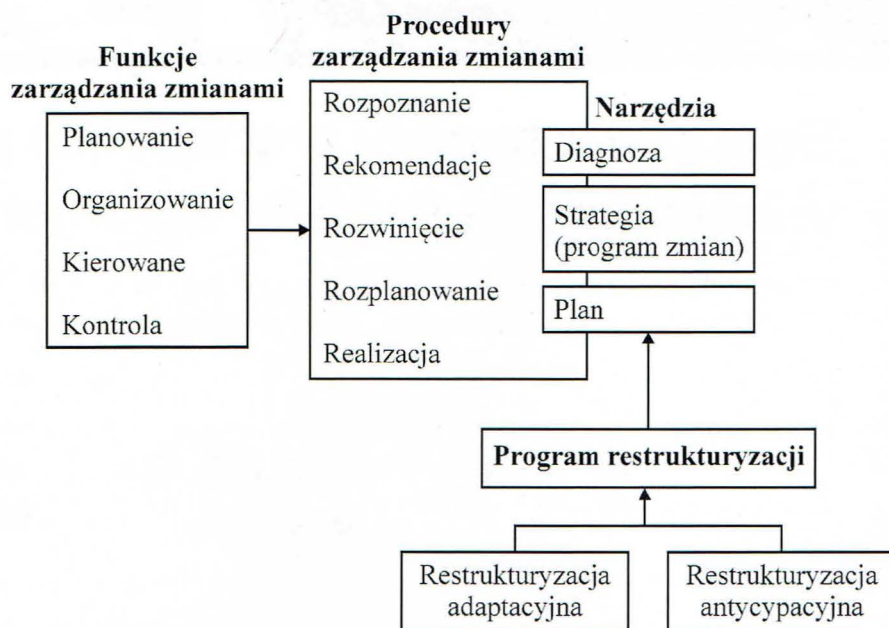 Funkcje
zarządzania zmianami
Planowanie
Organizowanie
Kierowane
Kontrola
Procedury
zarządzania zmianami
Rozpoznanie
Rekomendacje
Rozwinięcie
Rozplanowanie
Realizacja
Narzędzia
Diagnoza
Strategia
(program zmian)
Plan
Program restrukturyzacji
Restrukturyzacja
adaptacyjna
Restrukturyzacja
antycypacyjna